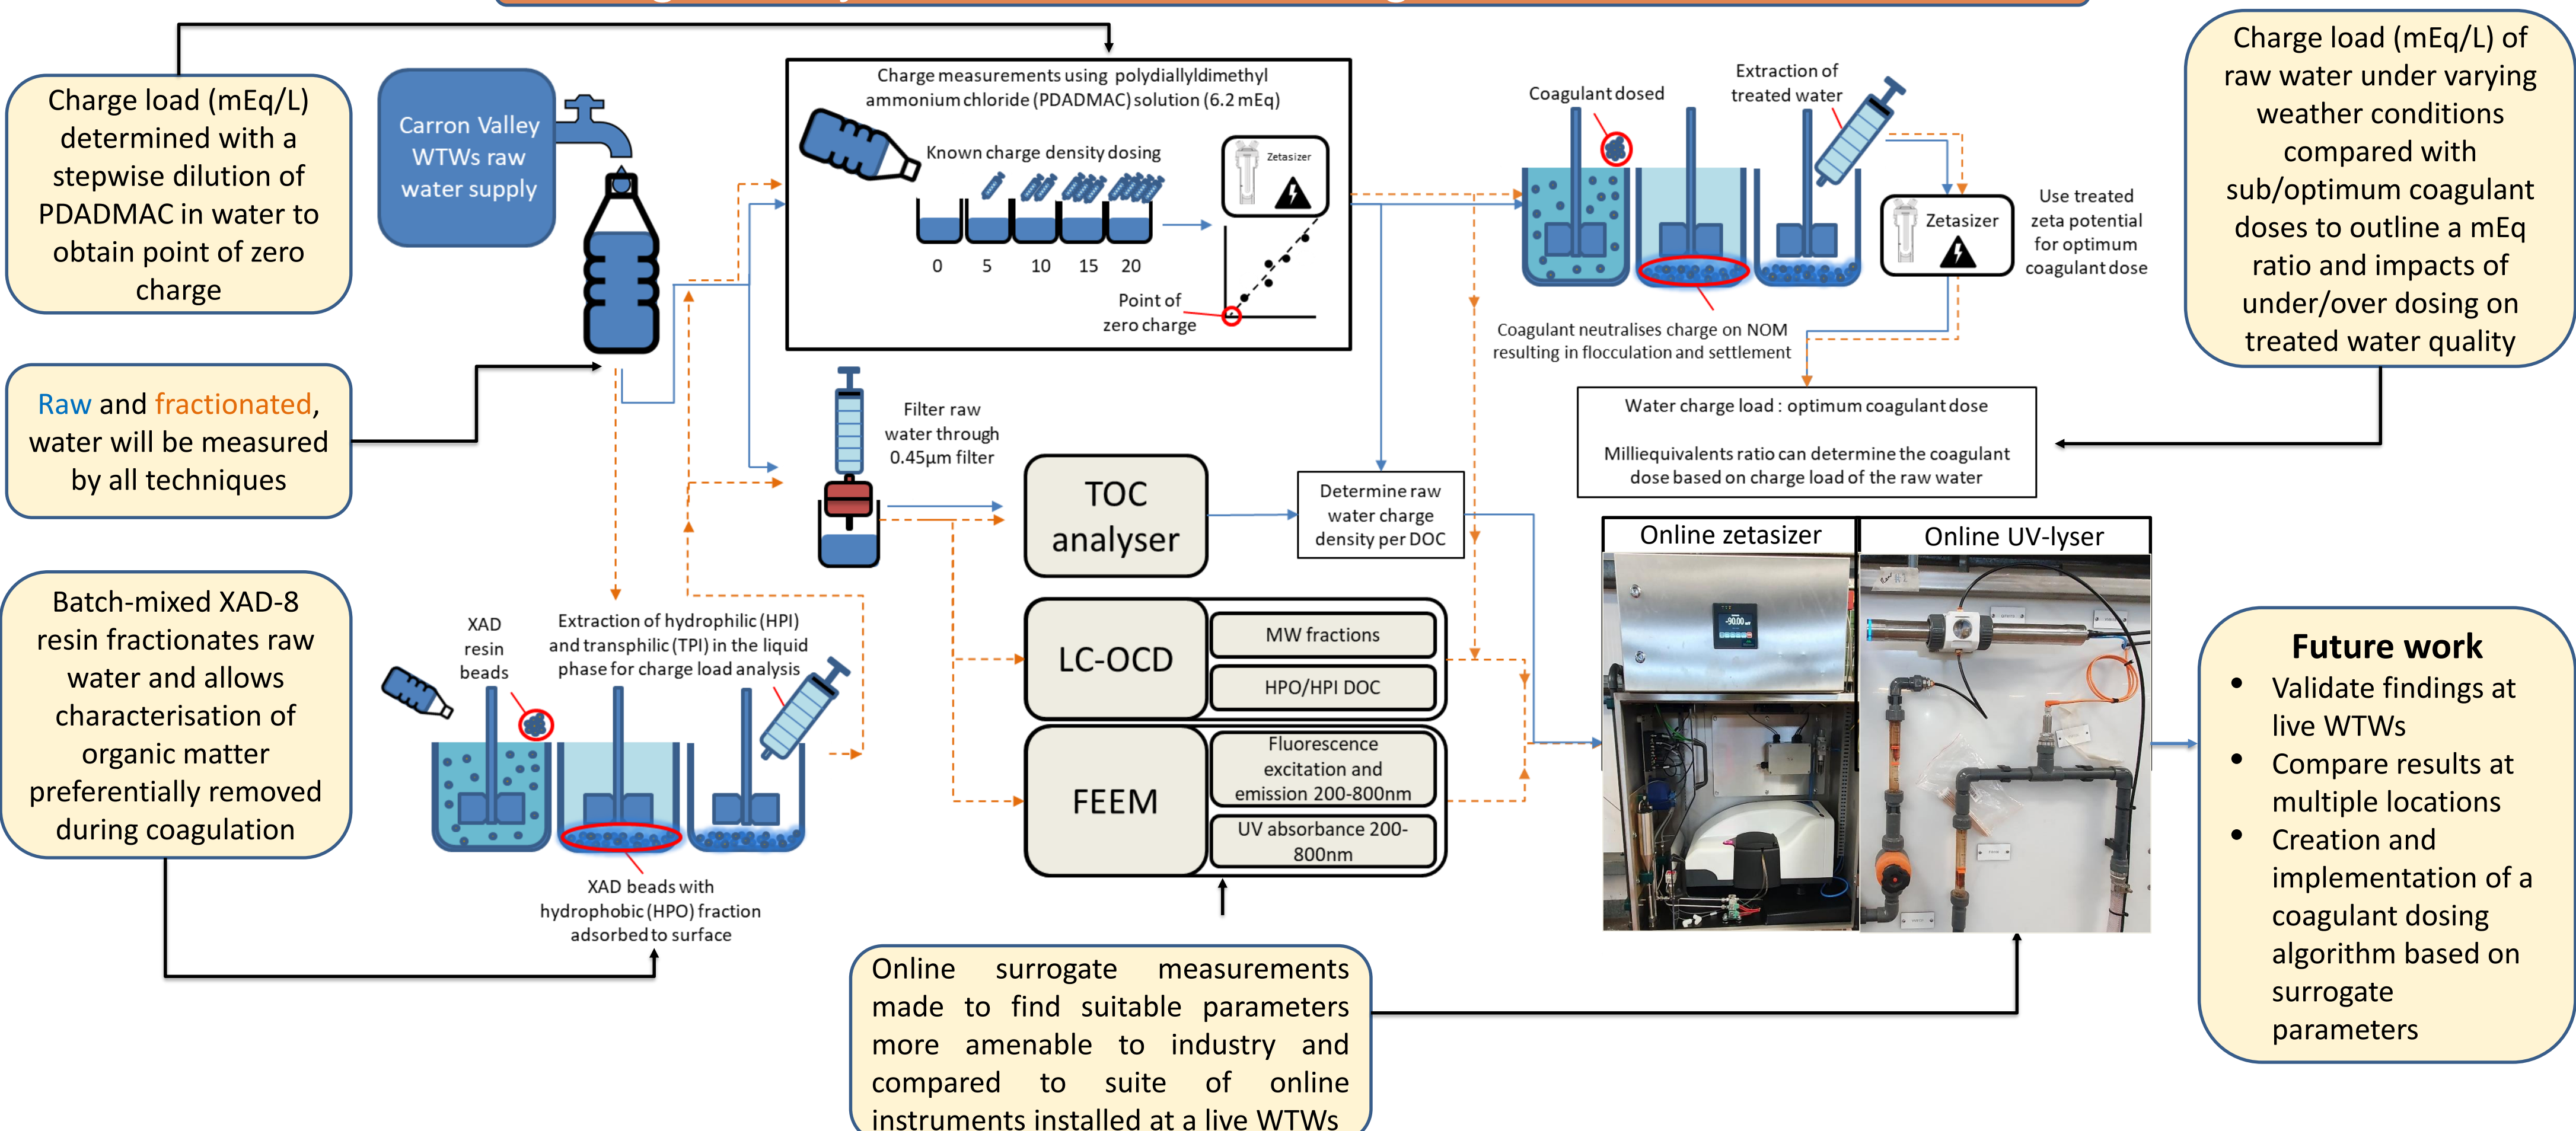 Charge load (mEq/L)
determined with a
stepwise dilution of
PDADMAC in water to
obtain point of zero
charge
Raw and fractionated,
water will be measured
by all techniques
Batch-mixed XAD-8
resin fractionates raw
water and allows
characterisation of
organic matter
preferentially removed
during coagulation
Carron Valley
WTWs raw
water supply
Charge measurements using polydiallyldimethyl
ammonium chloride (PDADMAC) solution (6.2 mEq)
Known charge density dosing
0 5 10 15 20
Zetasizer
Point of
zero charge
Filter raw
water through
0.45µm filter
XAD
resin
beads
Extraction of hydrophilic (HPI)
and transphilic (TPI) in the liquid
phase for charge load analysis
XAD beads with
hydrophobic (HPO) fraction
adsorbed to surface
TOC
analyser
Determine raw
water charge
density per DOC
LC-OCD
MW fractions
HPO/HPI DOC
FEEM
Fluorescence
excitation and
emission 200-800nm
UV absorbance 200-
800nm
Online surrogate measurements
made to find suitable parameters
more amenable to industry and
compared to suite of online
instruments installed at a live WTWs
Coagulant dosed
Extraction of
treated water
Zetasizer
Use treated
zeta potential
for optimum
coagulant dose
Coagulant neutralises charge on NOM
resulting in flocculation and settlement
Water charge load : optimum coagulant dose
Milliequivalents ratio can determine the coagulant
dose based on charge load of the raw water
Online zetasizer
Online UV-lyser
-90.00
Charge load (mEq/L) of
raw water under varying
weather conditions
compared with
sub/optimum coagulant
doses to outline a mEq
ratio and impacts of
under/over dosing on
treated water quality
Future work
• Validate findings at
live WTWs
• Compare results at
multiple locations
• Creation and
implementation of a
coagulant dosing
algorithm based on
surrogate
parameters